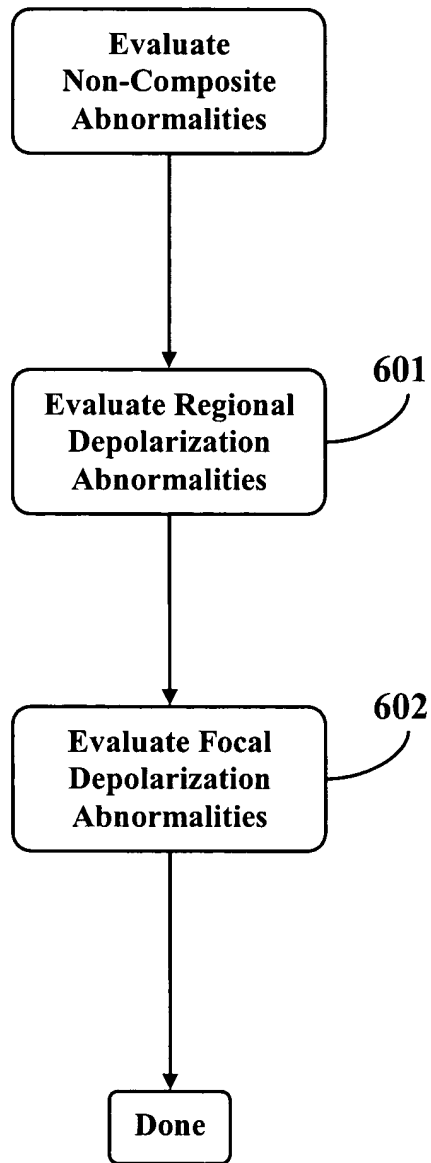 Evaluate
Non-Composite
Abnormalities
601
Evaluate Regional
Depolarization
Abnormalities
602
Evaluate Focal
Depolarization
Abnormalities
Done